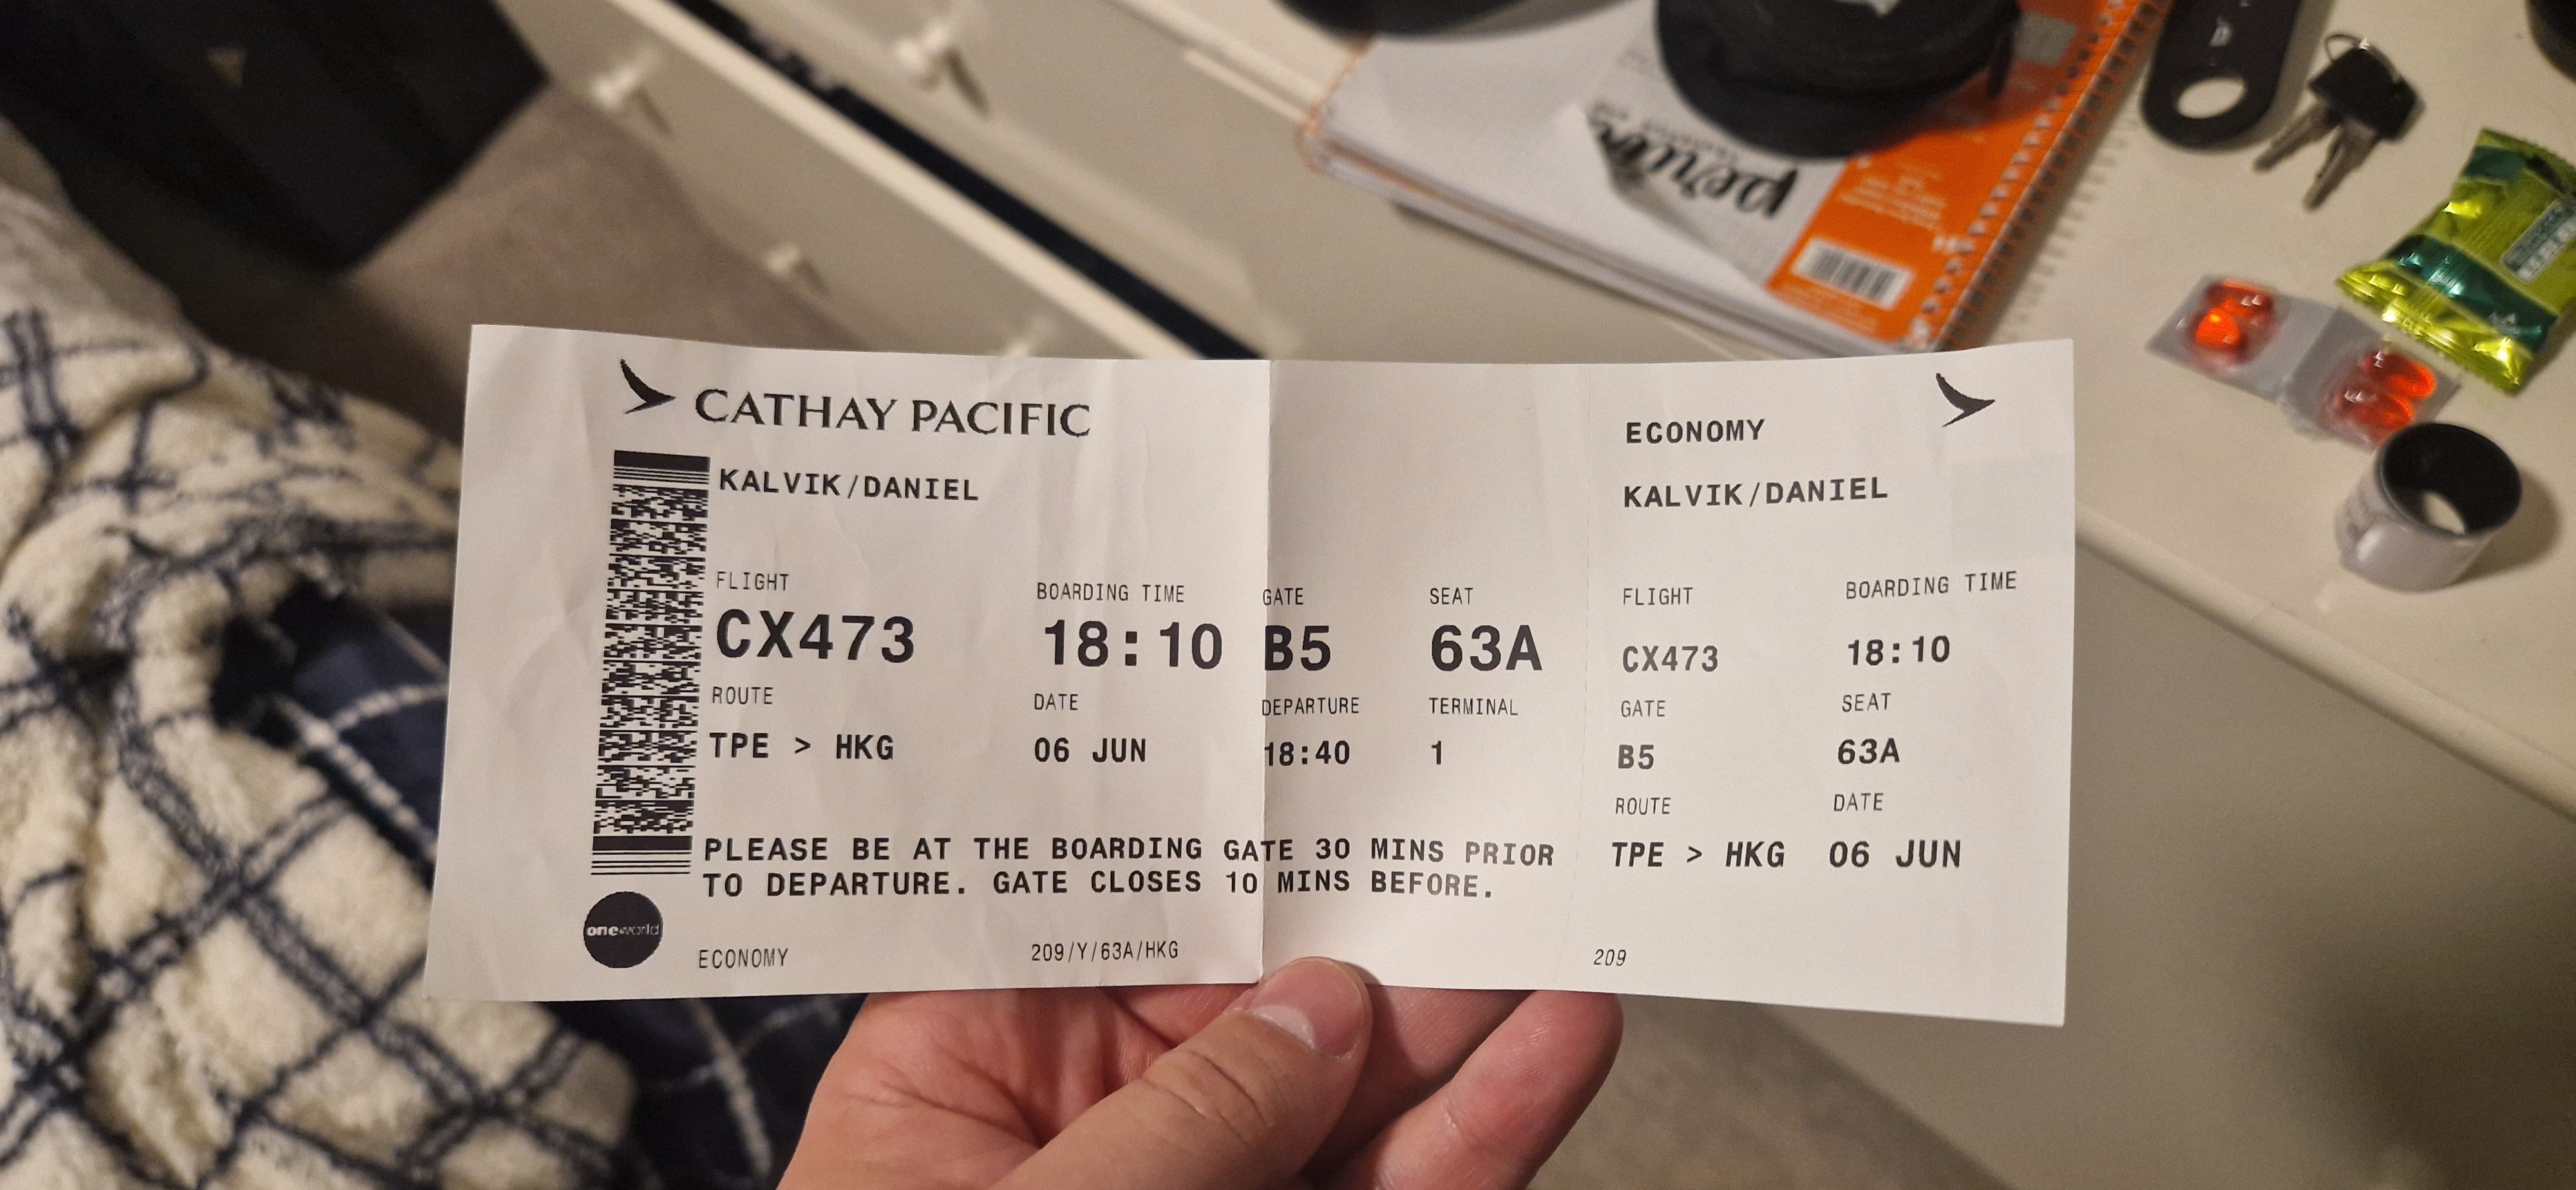 CATHAY PACIFIC
KALVIK/DANIEL
FLIGHT BOARDING TIME GATE SEAT
CX473 18:10 B5 63A
ROUTE DATE DEPARTURE TERMINAL
TPE > HKG 06 JUN 18:40 1
PLEASE BE AT THE BOARDING GATE 30 MINS PRIOR
TO DEPARTURE. GATE CLOSES 10 MINS BEFORE.
oneworld
ECONOMY 209/Y/63A/HKG
ECONOMY
KALVIK/DANIEL
FLIGHT BOARDING TIME
CX473 18:10
GATE SEAT
B5 63A
ROUTE DATE
TPE > HKG 06 JUN
209